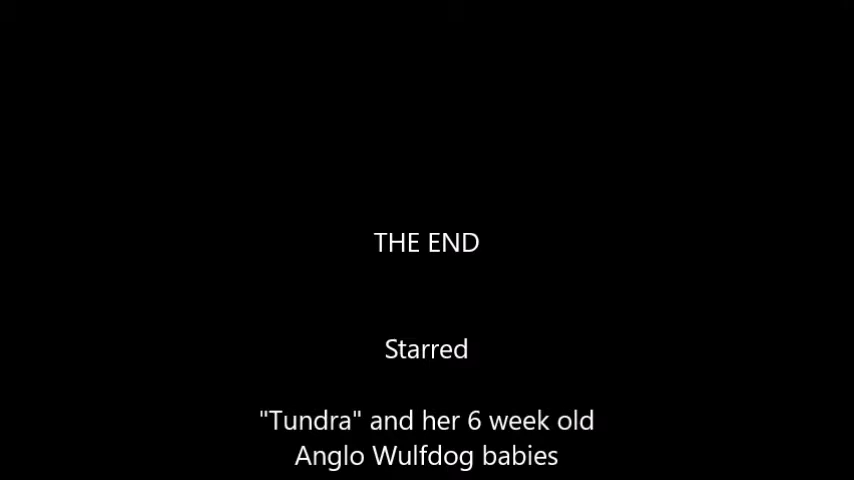 THE END
Starred
"Tundra" and her 6 week old
Anglo Wulfdog babies